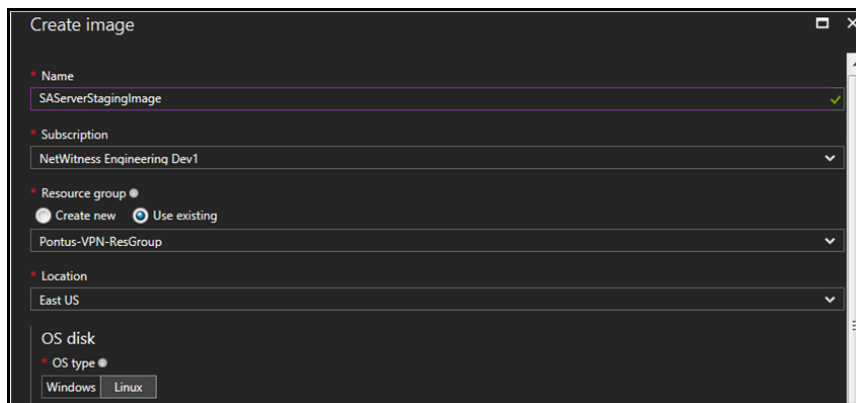 Create image
* Name
SAServerStagingImage
* Subscription
NetWitness Engineering Dev1
* Resource group
Create new Use existing
Pontus-VPN-ResGroup
* Location
East US
OS disk
* OS type
Windows Linux